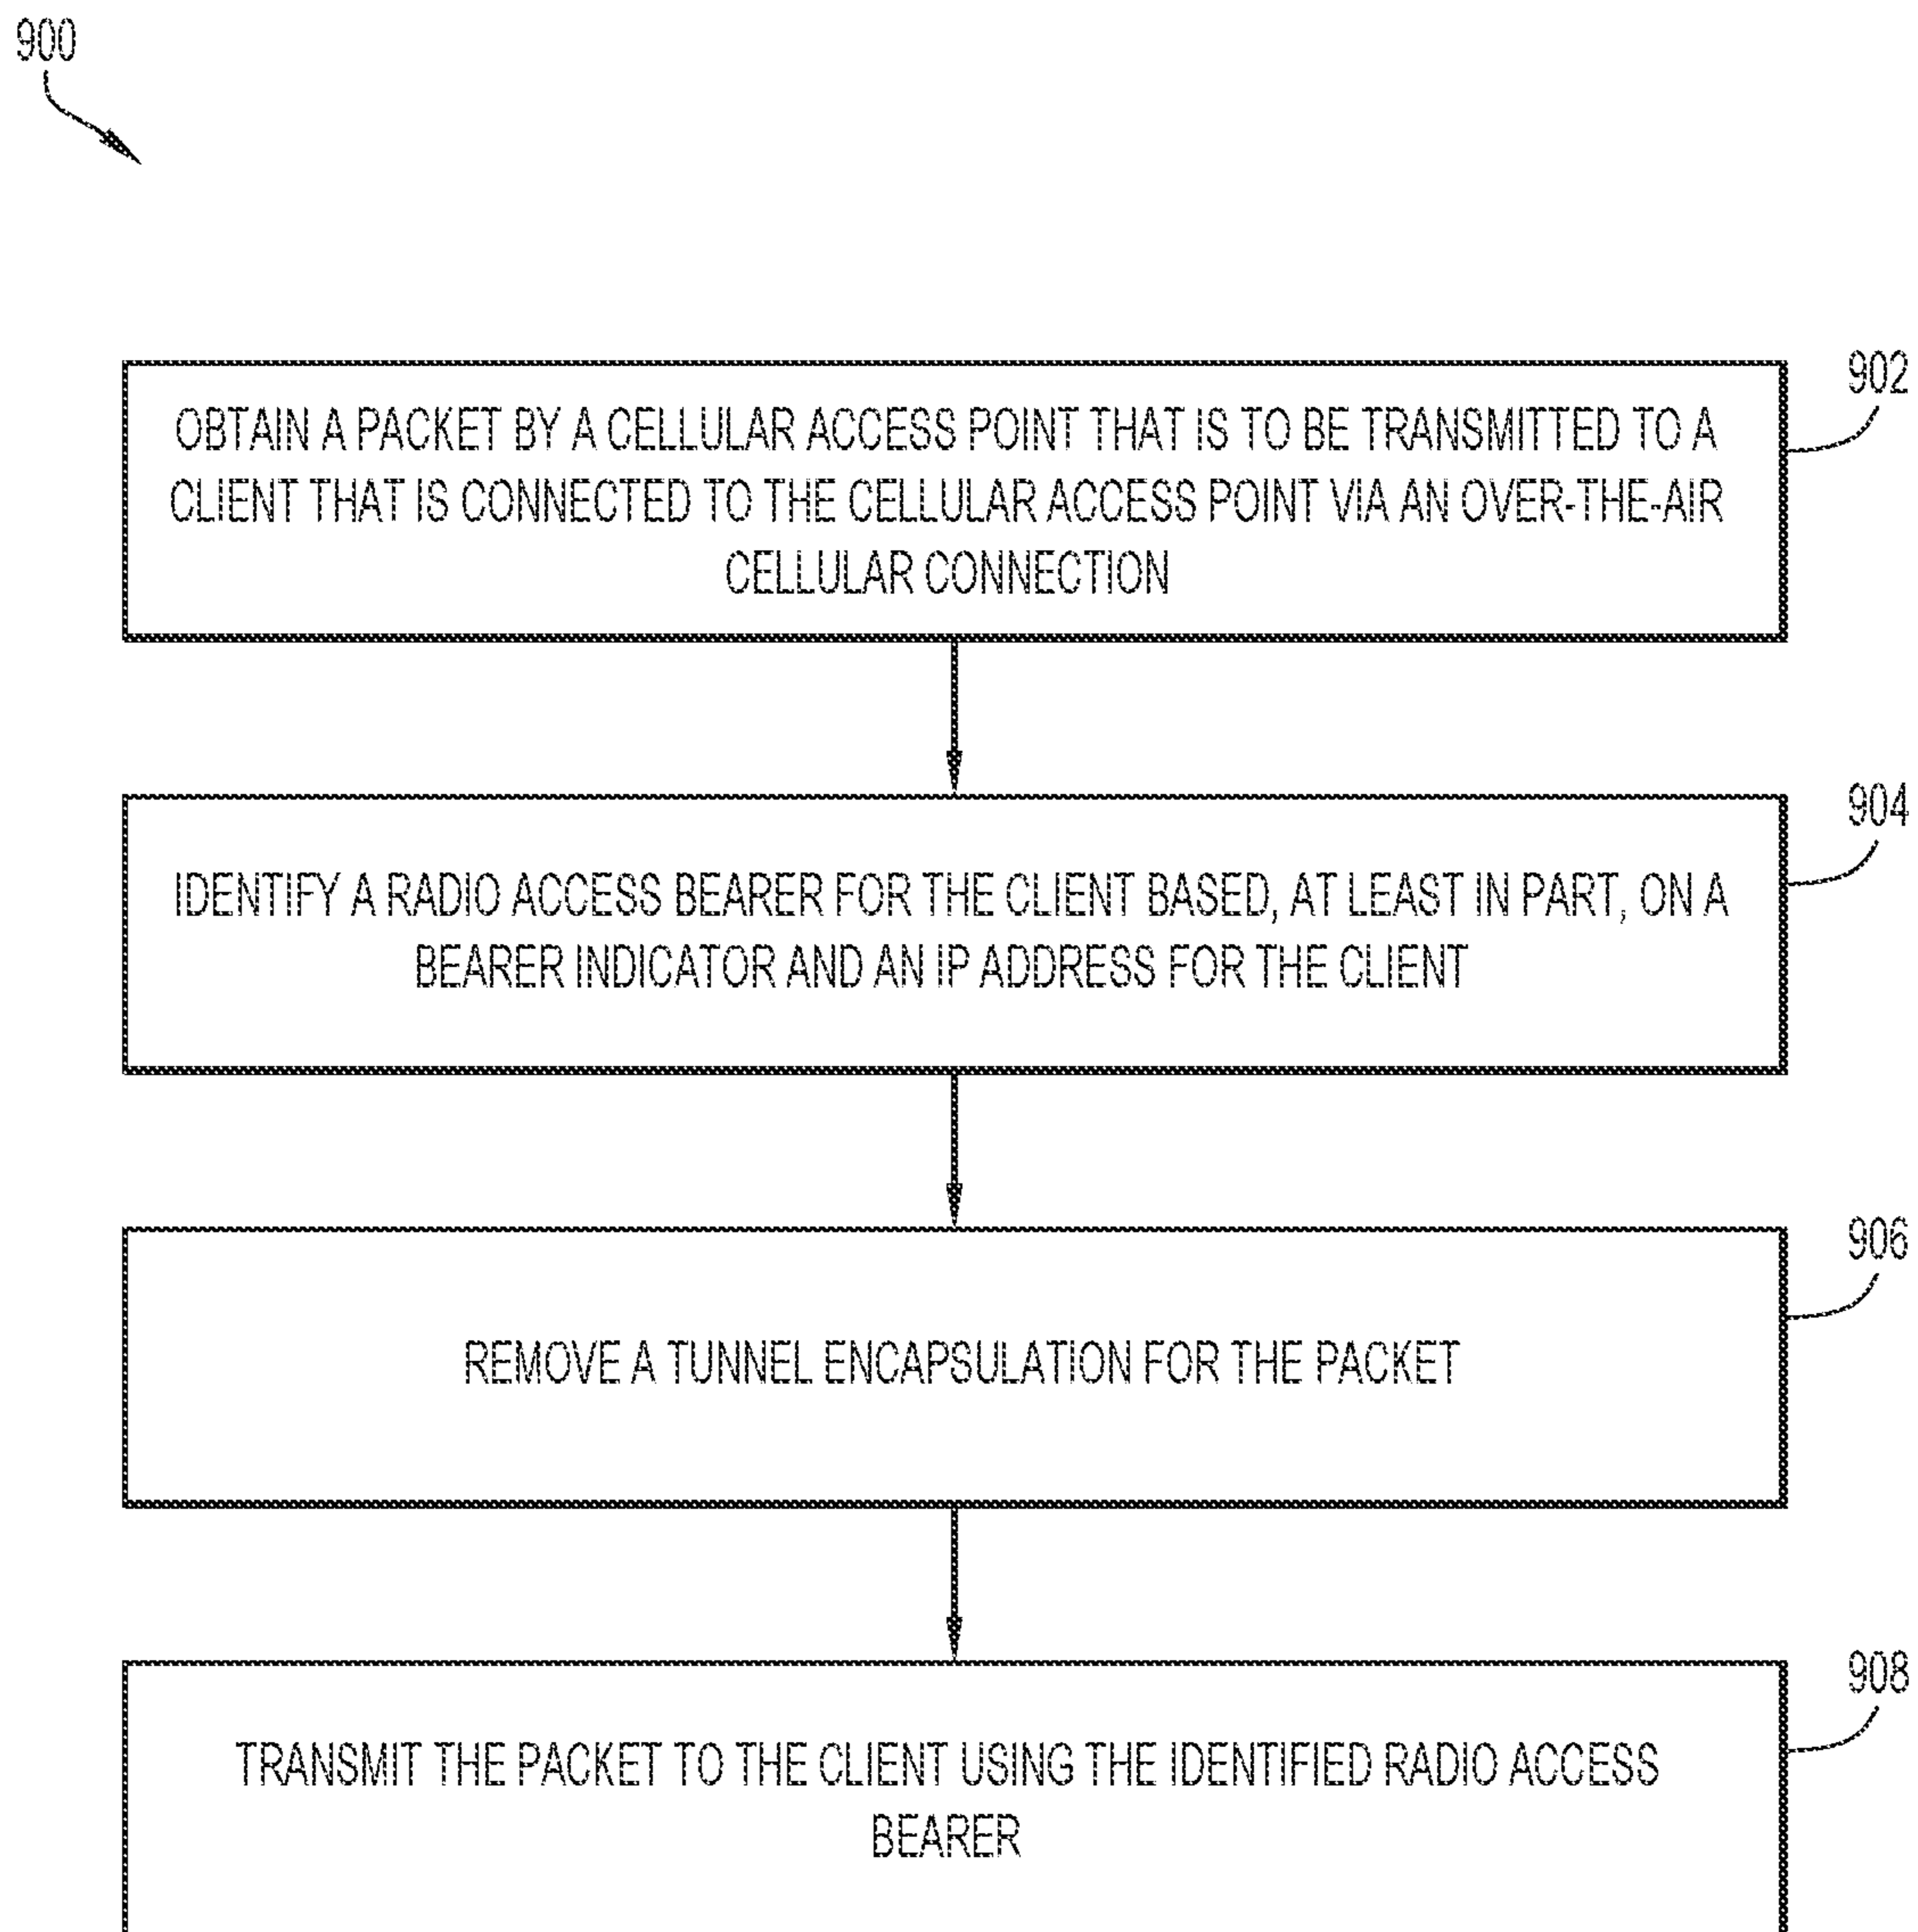 900
902
OBTAIN A PACKET BY A CELLULAR ACCESS POINT THAT IS TO BE TRANSMITTED TO A
CLIENT THAT IS CONNECTED TO THE CELLULAR ACCESS POINT VIA AN OVER-THE-AIR
CELLULAR CONNECTION
904
IDENTIFY A RADIO ACCESS BEARER FOR THE CLIENT BASED, AT LEAST IN PART, ON A
BEARER INDICATOR AND AN IP ADDRESS FOR THE CLIENT
906
REMOVE A TUNNEL ENCAPSULATION FOR THE PACKET
908
TRANSMIT THE PACKET TO THE CLIENT USING THE IDENTIFIED RADIO ACCESS
BEARER